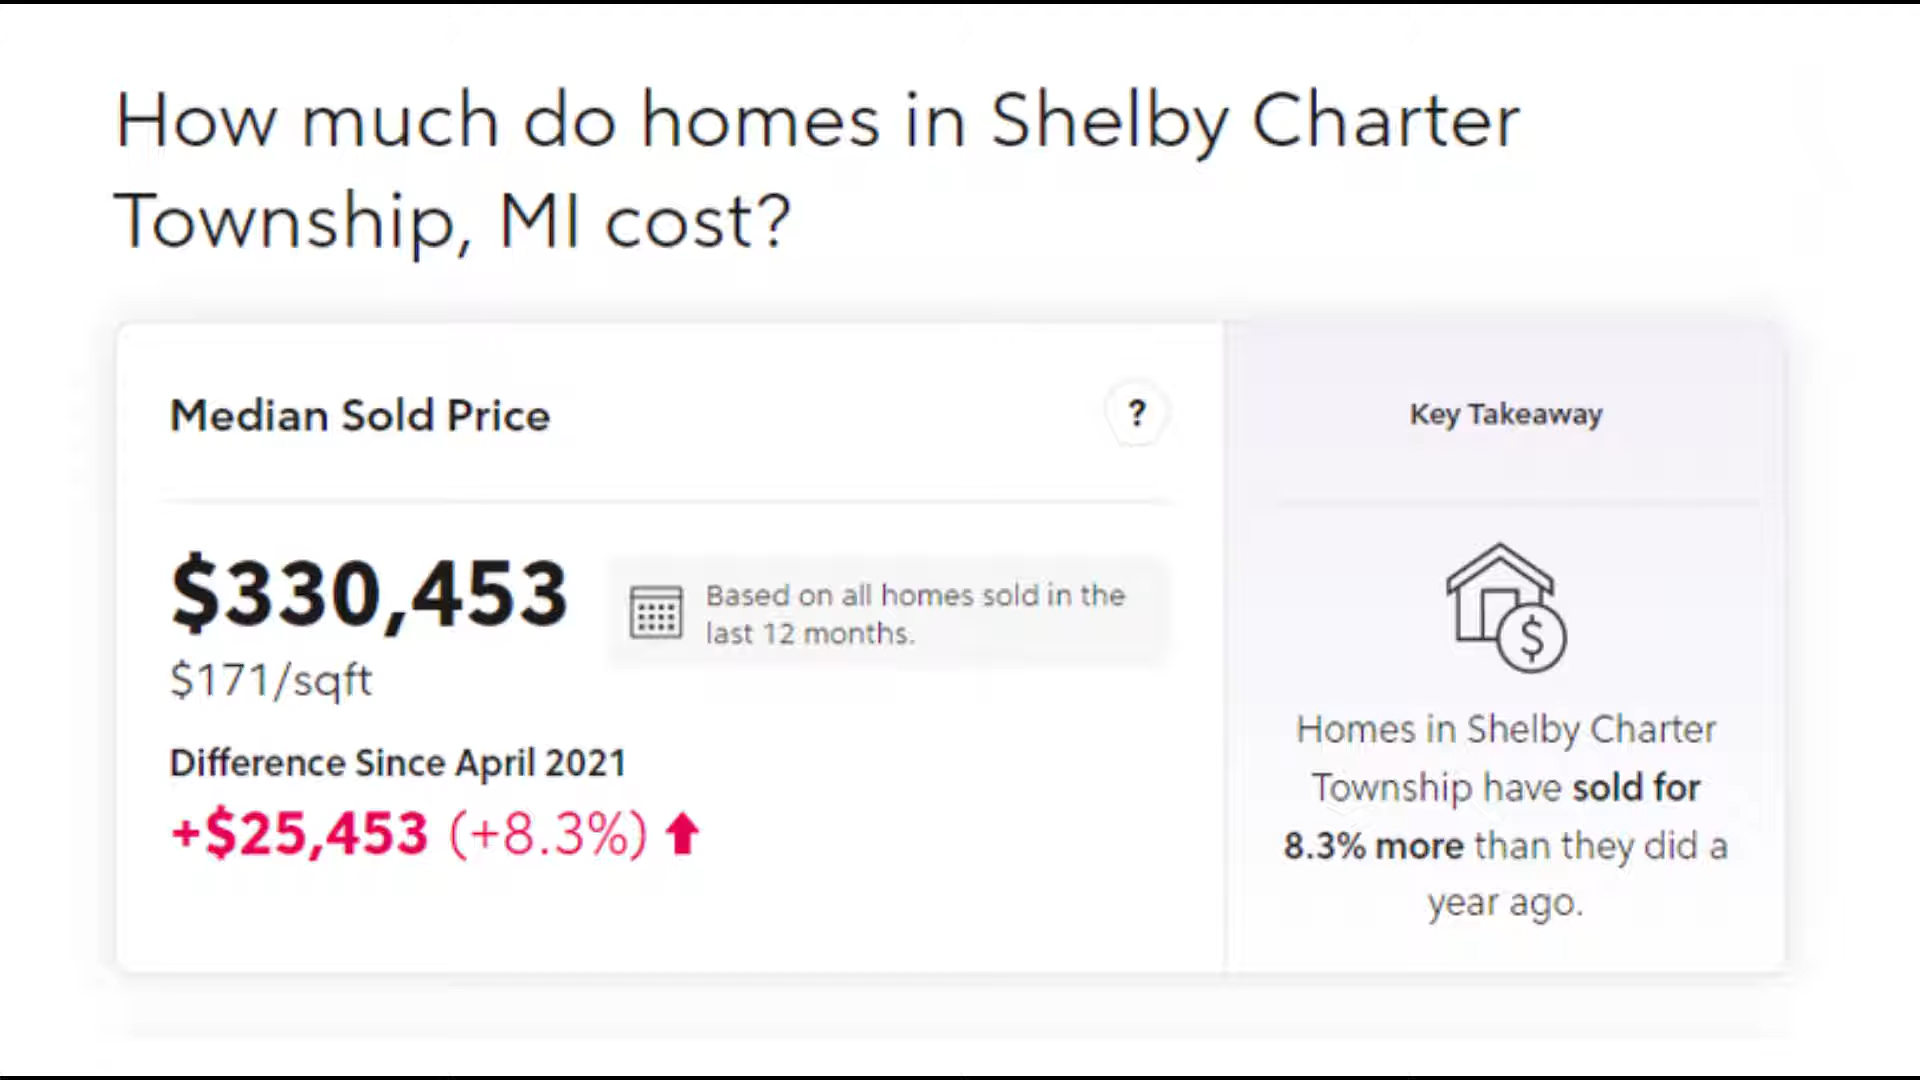 How much do homes in Shelby Charter
Township, MI cost?
Median Sold Price
?
$330,453
Based on all homes sold in the
last 12 months.
$171/sqft
Difference Since April 2021
+$25,453 (+8.3%)
Key Takeaway
$
Homes in Shelby Charter
Township have sold for
8.3% more than they did a
year ago.